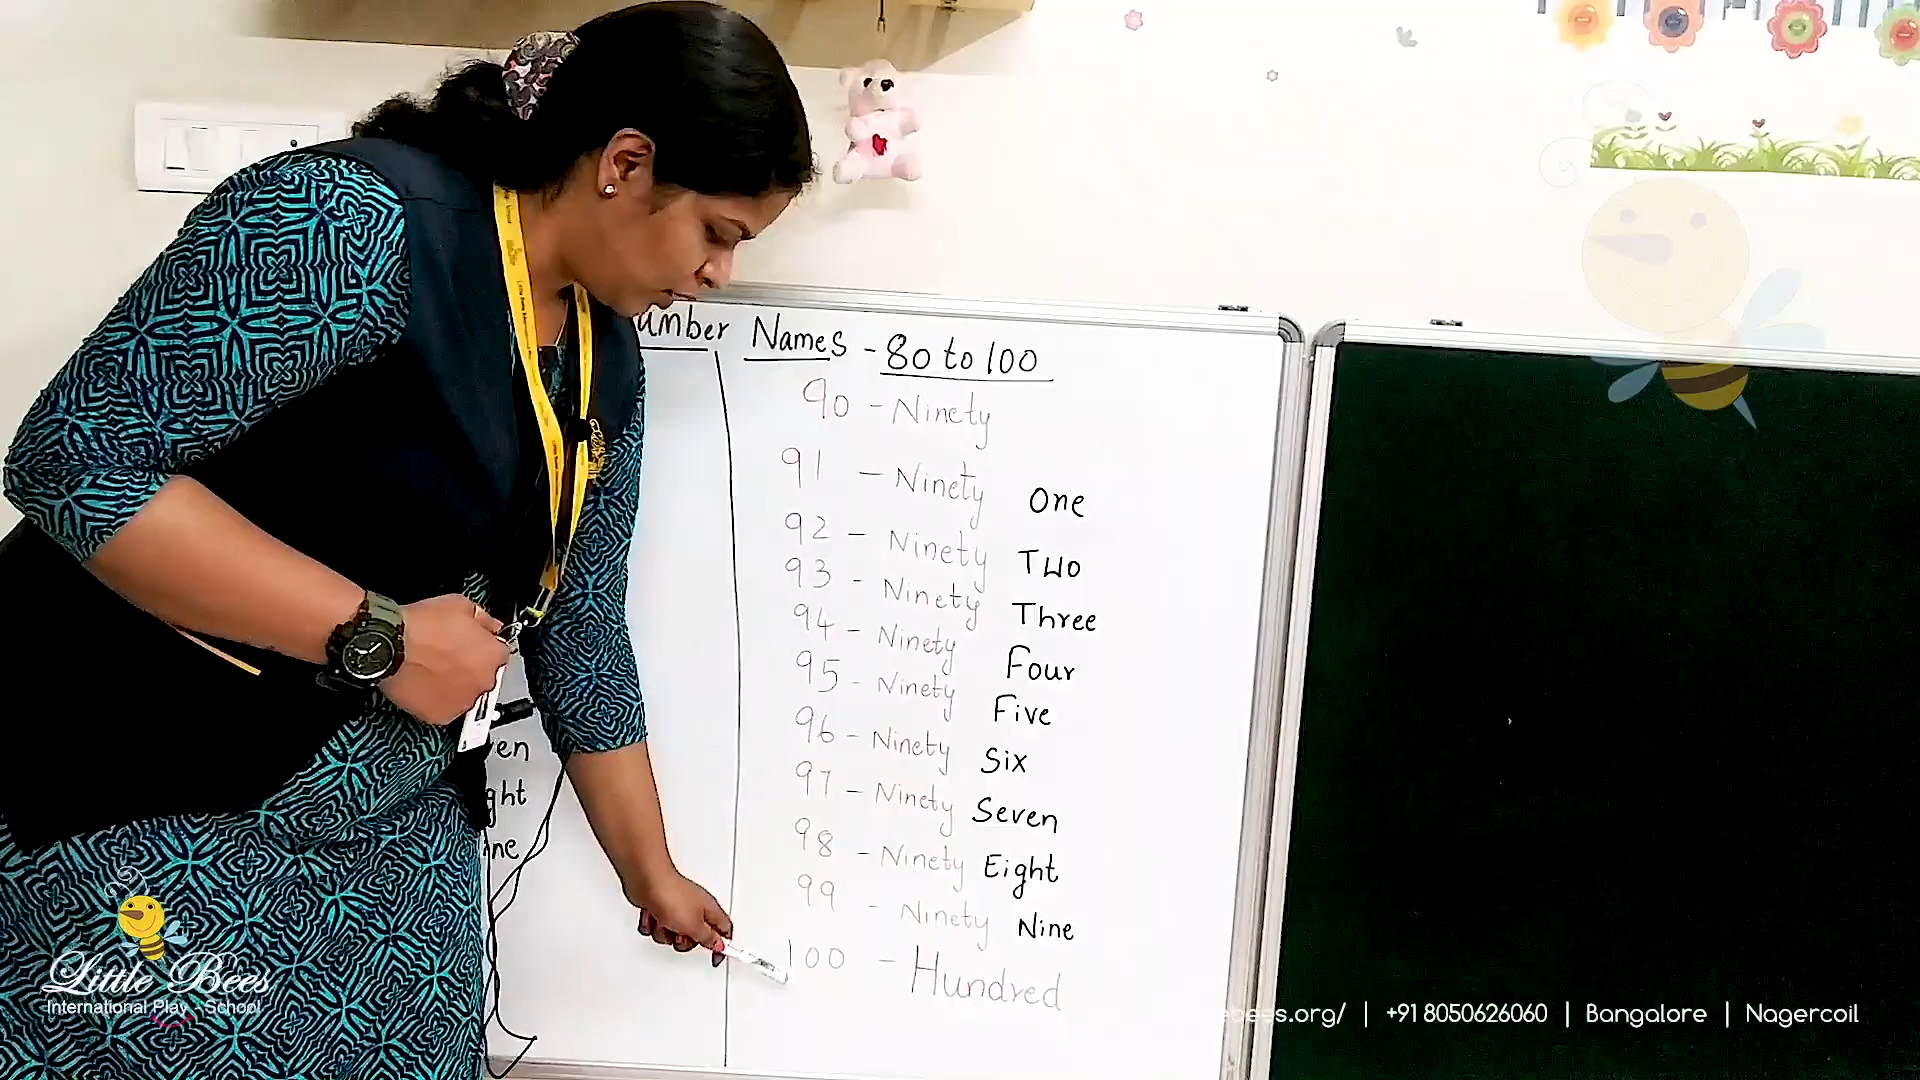 umber Names - 80 to 100
90 - Ninety
91 - Ninety One
92 - Ninety Two
93 - Ninety Three
94 - Ninety Four
95 - Ninety Five
96 - Ninety Six
97 - Ninety Seven
98 - Ninety Eight
99 - Ninety Nine
100 - Hundred
en
ght
ne
Little Bees
International Play - School
ebees.org/ | +91 8050626060 | Bangalore | Nagercoil